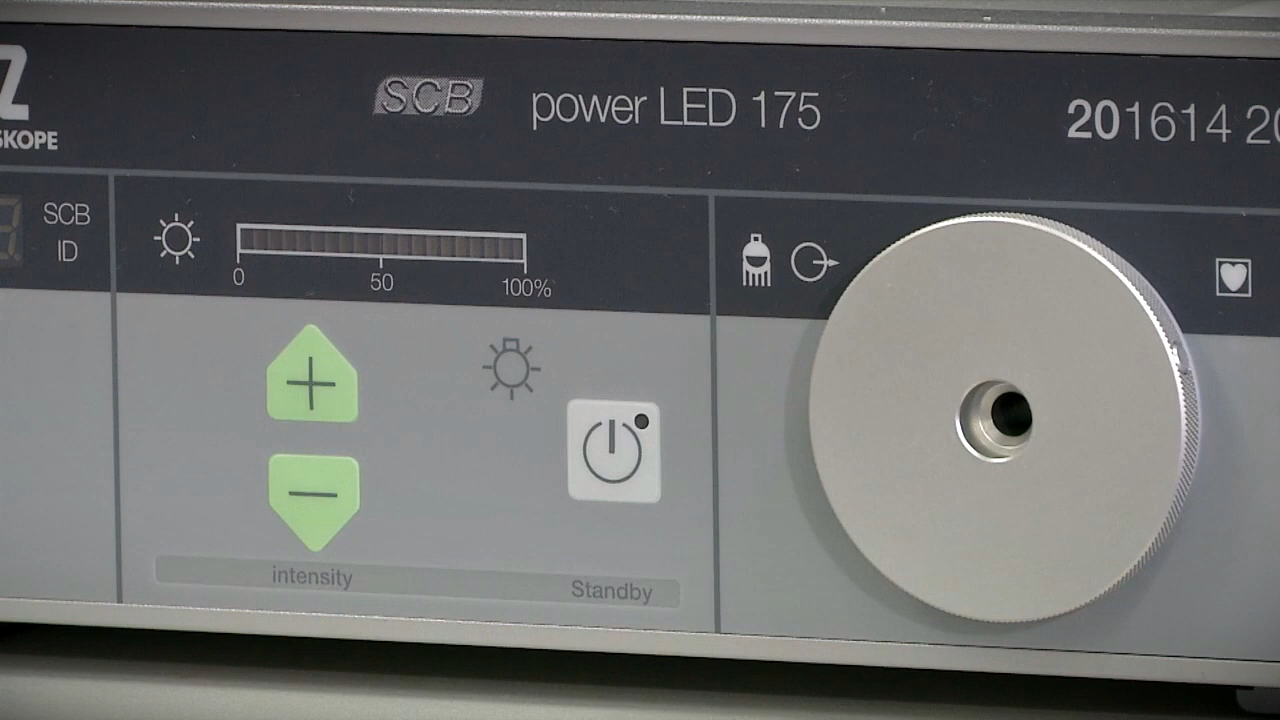 SKOPE
SCB
power LED 175
201614 20
SCB
ID
0
50
100%
intensity
Standby